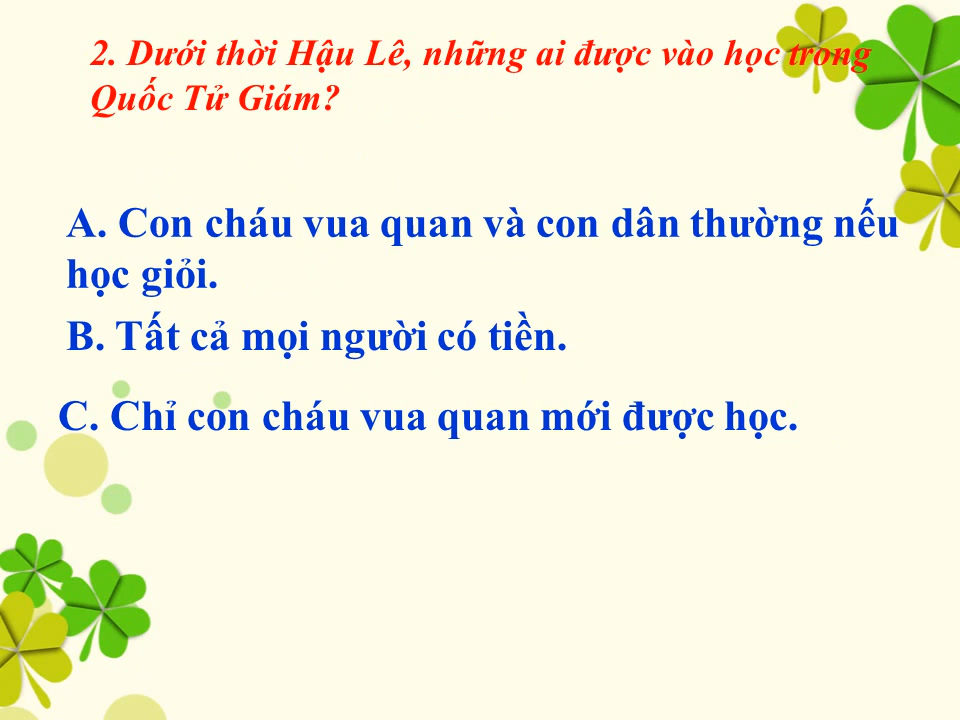 2. Dưới thời Hậu Lê, những ai được vào học trong
Quốc Tử Giám?
A. Con cháu vua quan và con dân thường nếu
học giỏi.
B. Tất cả mọi người có tiền.
C. Chỉ con cháu vua quan mới được học.